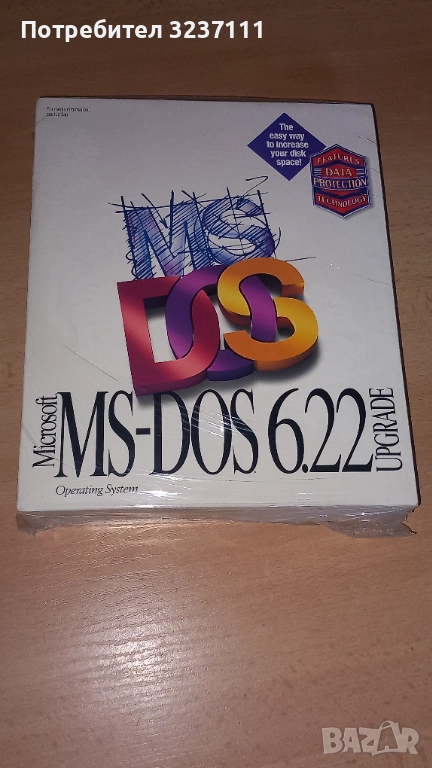 Потребител 3237111
The
easy way
to increase
your disk
space!
FEATURES
DATA
PROTECTION
TECHNOLOGY
MS
DOS
Microsoft
MS-DOS 6.22
UPGRADE
Operating System
BAZAR